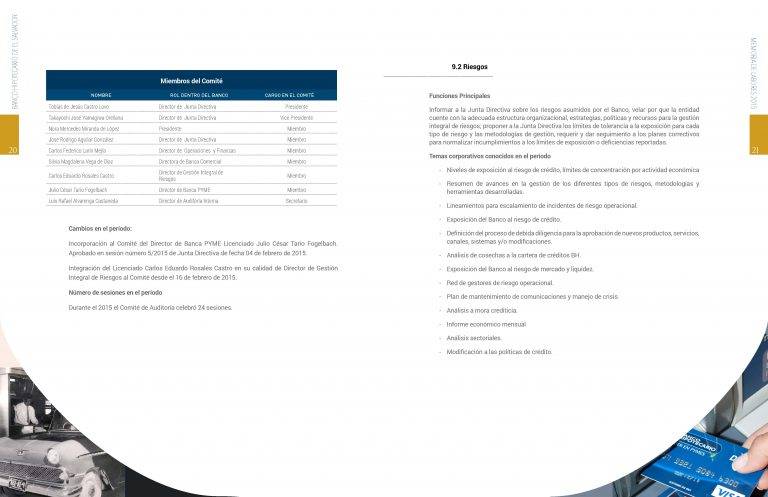 BANCO HIPOTECARIO DE EL SALVADOR
20
Miembros del Comité
NOMBRE ROL DENTRO DEL BANCO CARGO EN EL COMITÉ
Tobías de Jesús Castro Lovo Director de Junta Directiva Presidente
Takayoshi José Yamagiwa Orellana Director de Junta Directiva Vice Presidente
Nora Mercedes Miranda de López Presidente Miembro
José Rodrigo Aguilar González Director de Junta Directiva Miembro
Carlos Federico Larín Mejía Director de Operaciones y Finanzas Miembro
Silvia Magdalena Vega de Díaz Directora de Banca Comercial Miembro
Carlos Eduardo Rosales Castro Director de Gestión Integral de Riesgos Miembro
Julio César Tario Fogelbach Director de Banca PYME Miembro
Luis Rafael Alvarenga Castaneda Director de Auditoría Interna Secretario
Cambios en el período:
Incorporación al Comité del Director de Banca PYME Licenciado Julio César Tario Fogelbach.
Aprobado en sesión número 5/2015 de Junta Directiva de fecha 04 de febrero de 2015.
Integración del Licenciado Carlos Eduardo Rosales Castro en su calidad de Director de Gestión
Integral de Riesgos al Comité desde el 16 de febrero de 2015.
Número de sesiones en el período
Durante el 2015 el Comité de Auditoría celebró 24 sesiones.
9.2 Riesgos
Funciones Principales
Informar a la Junta Directiva sobre los riesgos asumidos por el Banco, velar por que la entidad
cuente con la adecuada estructura organizacional, estrategias, políticas y recursos para la gestión
integral de riesgos; proponer a la Junta Directiva los límites de tolerancia a la exposición para cada
tipo de riesgo y las metodologías de gestión, requerir y dar seguimiento a los planes correctivos
para normalizar incumplimientos a los límites de exposición o deficiencias reportadas.
Temas corporativos conocidos en el período
- Niveles de exposición al riesgo de crédito, límites de concentración por actividad económica
- Resumen de avances en la gestión de los diferentes tipos de riesgos, metodologías y
herramientas desarrolladas.
- Lineamientos para escalamiento de incidentes de riesgo operacional.
- Exposición del Banco al riesgo de crédito.
- Definición del proceso de debida diligencia para la aprobación de nuevos productos, servicios,
canales, sistemas y/o modificaciones.
- Análisis de cosechas a la cartera de créditos BH.
- Exposición del Banco al riesgo de mercado y liquidez.
- Red de gestores de riesgo operacional.
- Plan de mantenimiento de comunicaciones y manejo de crisis.
- Análisis a mora crediticia.
- Informe económico mensual.
- Análisis sectoriales.
- Modificación a las políticas de crédito.
MEMORIA DE LABORES 2015
21
VISA